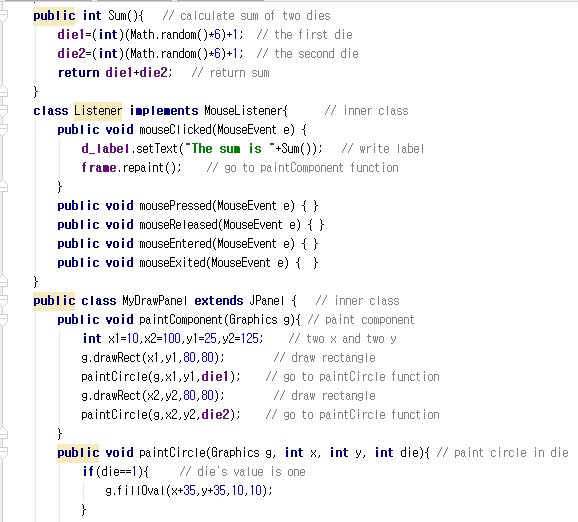 public int Sum(){   // calculate sum of two dies
    die1=(int)(Math.random()*6)+1;  // the first die
    die2=(int)(Math.random()*6)+1;  // the second die
    return die1+die2;   // return sum
}
class Listener implements MouseListener{      // inner class
    public void mouseClicked(MouseEvent e) {
        d_label.setText("The sum is "+Sum());   // write label
        frame.repaint();    // go to paintComponent function
    }
    public void mousePressed(MouseEvent e) { }
    public void mouseReleased(MouseEvent e) { }
    public void mouseEntered(MouseEvent e) { }
    public void mouseExited(MouseEvent e) {  }
}
public class MyDrawPanel extends JPanel {   // inner class
    public void paintComponent(Graphics g){ // paint component
        int x1=10,x2=100,y1=25,y2=125;    // two x and two y
        g.drawRect(x1,y1,80,80);        // draw rectangle
        paintCircle(g,x1,y1,die1);    // go to paintCircle function
        g.drawRect(x2,y2,80,80);        // draw rectangle
        paintCircle(g,x2,y2,die2);    // go to paintCircle function
    }
    public void paintCircle(Graphics g, int x, int y, int die){ // paint circle in die
        if(die==1){     // die's value is one
            g.fillOval(x+35,y+35,10,10);
        }